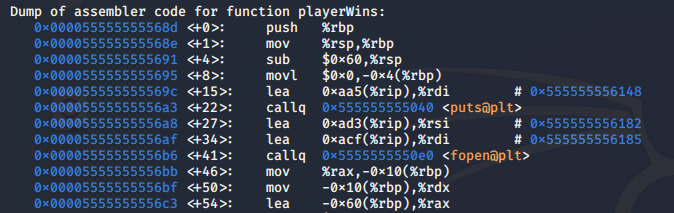 Dump of assembler code for function playerWins:
0x000055555555568d <+0>: push %rbp
0x000055555555568e <+1>: mov %rsp,%rbp
0x0000555555555691 <+4>: sub $0x60,%rsp
0x0000555555555695 <+8>: movl $0x0,-0x4(%rbp)
0x000055555555569c <+15>: lea 0xaa5(%rip),%rdi # 0x555555556148
0x00005555555556a3 <+22>: callq 0x555555555040 <puts@plt>
0x00005555555556a8 <+27>: lea 0xad3(%rip),%rsi # 0x555555556182
0x00005555555556af <+34>: lea 0xacf(%rip),%rdi # 0x555555556185
0x00005555555556b6 <+41>: callq 0x5555555550e0 <fopen@plt>
0x00005555555556bb <+46>: mov %rax,-0x10(%rbp)
0x00005555555556bf <+50>: mov -0x10(%rbp),%rdx
0x00005555555556c3 <+54>: lea -0x60(%rbp),%rax